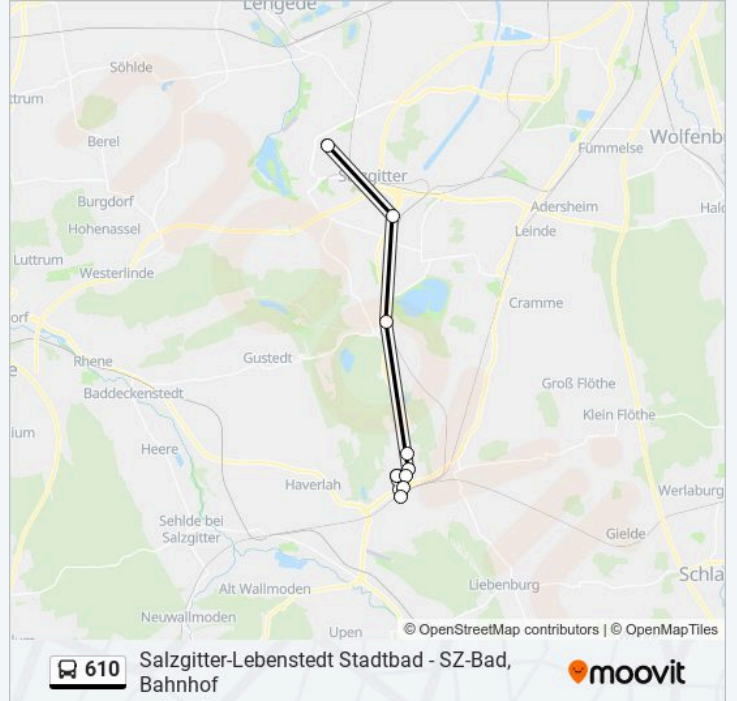 Lengede
Söhlde
ttrum
Berel
Wolfenb
Fümmelse
Salzgitter
Burgdorf
Adersheim
Hald
Hohenassel
Leinde
Luttrum
Westerlinde
Cramme
orf
Rhene
Gustedt
e
Baddeckenstedt
Groß Flöthe
Klein Flöthe
ium
Heere
Haverlah
Werlaburg
Sehlde bei
Salzgitter
Gielde
Schla
Alt Wallmoden
Liebenburg
Neuwallmoden
Upen
© OpenStreetMap contributors | © OpenMapTiles
610
Salzgitter-Lebenstedt Stadtbad - SZ-Bad,
Bahnhof
moovit